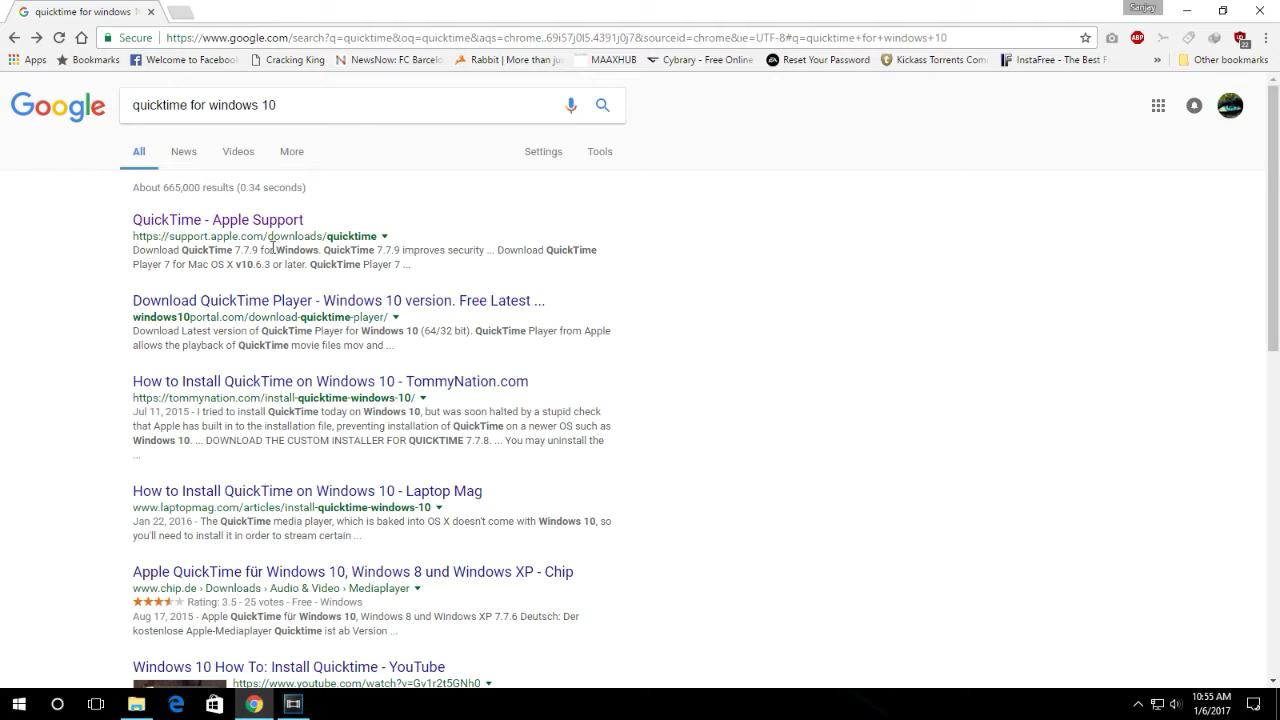 quicktime for windows 10
Sanjay
Secure
https://www.google.com/search?q=quicktime&oq=quicktime&aqs=chrome..69i57j0l5.4391j0j7&sourceid=chrome&ie=UTF-8#q=quicktime+for+windows+10
ABP
22
Apps
Bookmarks
Welcome to Facebook
Cracking King
NewsNow: FC Barcelo
Rabbit | More than jus
MAAXHUB
Cybrary - Free Online
Reset Your Password
Kickass Torrents Com
InstaFree - The Best F
Other bookmarks
Google
quicktime for windows 10
All
News
Videos
More
Settings
Tools
About 665,000 results (0.34 seconds)
QuickTime - Apple Support
https://support.apple.com/downloads/quicktime
Download QuickTime 7.7.9 for Windows. QuickTime 7.7.9 improves security ... Download QuickTime
Player 7 for Mac OS X v10.6.3 or later. QuickTime Player 7 ...
Download QuickTime Player - Windows 10 version. Free Latest ...
windows10portal.com/download-quicktime-player/
Download Latest version of QuickTime Player for Windows 10 (64/32 bit). QuickTime Player from Apple
allows the playback of QuickTime movie files mov and ...
How to Install QuickTime on Windows 10 - TommyNation.com
https://tommynation.com/install-quicktime-windows-10/
Jul 11, 2015 - I tried to install QuickTime today on Windows 10, but was soon halted by a stupid check
that Apple has built in to the installation file, preventing installation of QuickTime on a newer OS such as
Windows 10. ... DOWNLOAD THE CUSTOM INSTALLER FOR QUICKTIME 7.7.8. ... You may uninstall the
...
How to Install QuickTime on Windows 10 - Laptop Mag
www.laptopmag.com/articles/install-quicktime-windows-10
Jan 22, 2016 - The QuickTime media player, which is baked into OS X doesn't come with Windows 10, so
you'll need to install it in order to stream certain ...
Apple QuickTime für Windows 10, Windows 8 und Windows XP - Chip
www.chip.de › Downloads › Audio & Video › Mediaplayer
Rating: 3.5 - 25 votes - Free - Windows
Aug 17, 2015 - Apple QuickTime für Windows 10, Windows 8 und Windows XP 7.7.6 Deutsch: Der
kostenlose Apple-Mediaplayer Quicktime ist ab Version ...
Windows 10 How To: Install Quicktime - YouTube
https://www.youtube.com/watch?v=Gv1r2t5GNh0
10:55 AM
1/6/2017